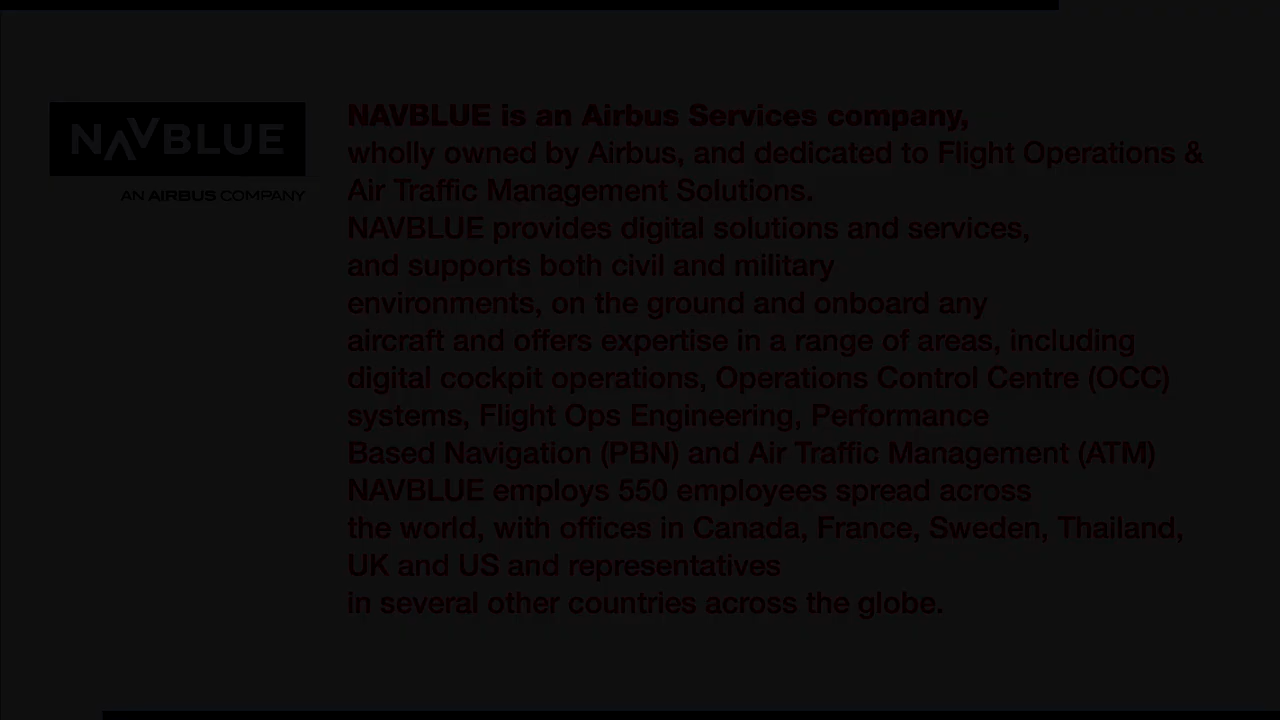 NAVBLUE
AN AIRBUS COMPANY
NAVBLUE is an Airbus Services company,
wholly owned by Airbus, and dedicated to Flight Operations &
Air Traffic Management Solutions.
NAVBLUE provides digital solutions and services,
and supports both civil and military
environments, on the ground and onboard any
aircraft and offers expertise in a range of areas, including
digital cockpit operations, Operations Control Centre (OCC)
systems, Flight Ops Engineering, Performance
Based Navigation (PBN) and Air Traffic Management (ATM)
NAVBLUE employs 550 employees spread across
the world, with offices in Canada, France, Sweden, Thailand,
UK and US and representatives
in several other countries across the globe.